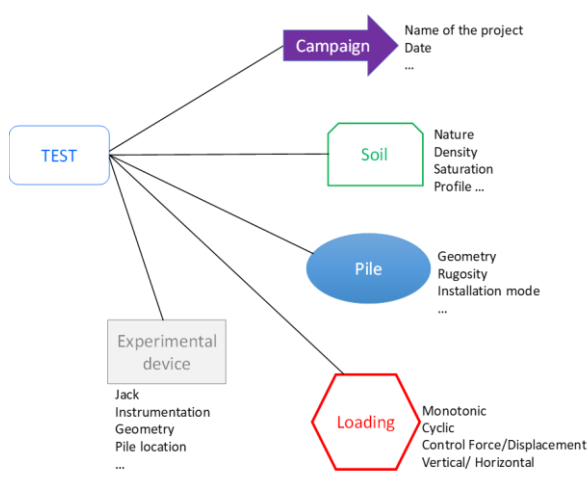 Campaign
Name of the project
Date
...
TEST
Soil
Nature
Density
Saturation
Profile ...
Pile
Geometry
Rugosity
Installation mode
...
Experimental
device
Jack
Instrumentation
Geometry
Pile location
...
Loading
Monotonic
Cyclic
Control Force/Displacement
Vertical/ Horizontal